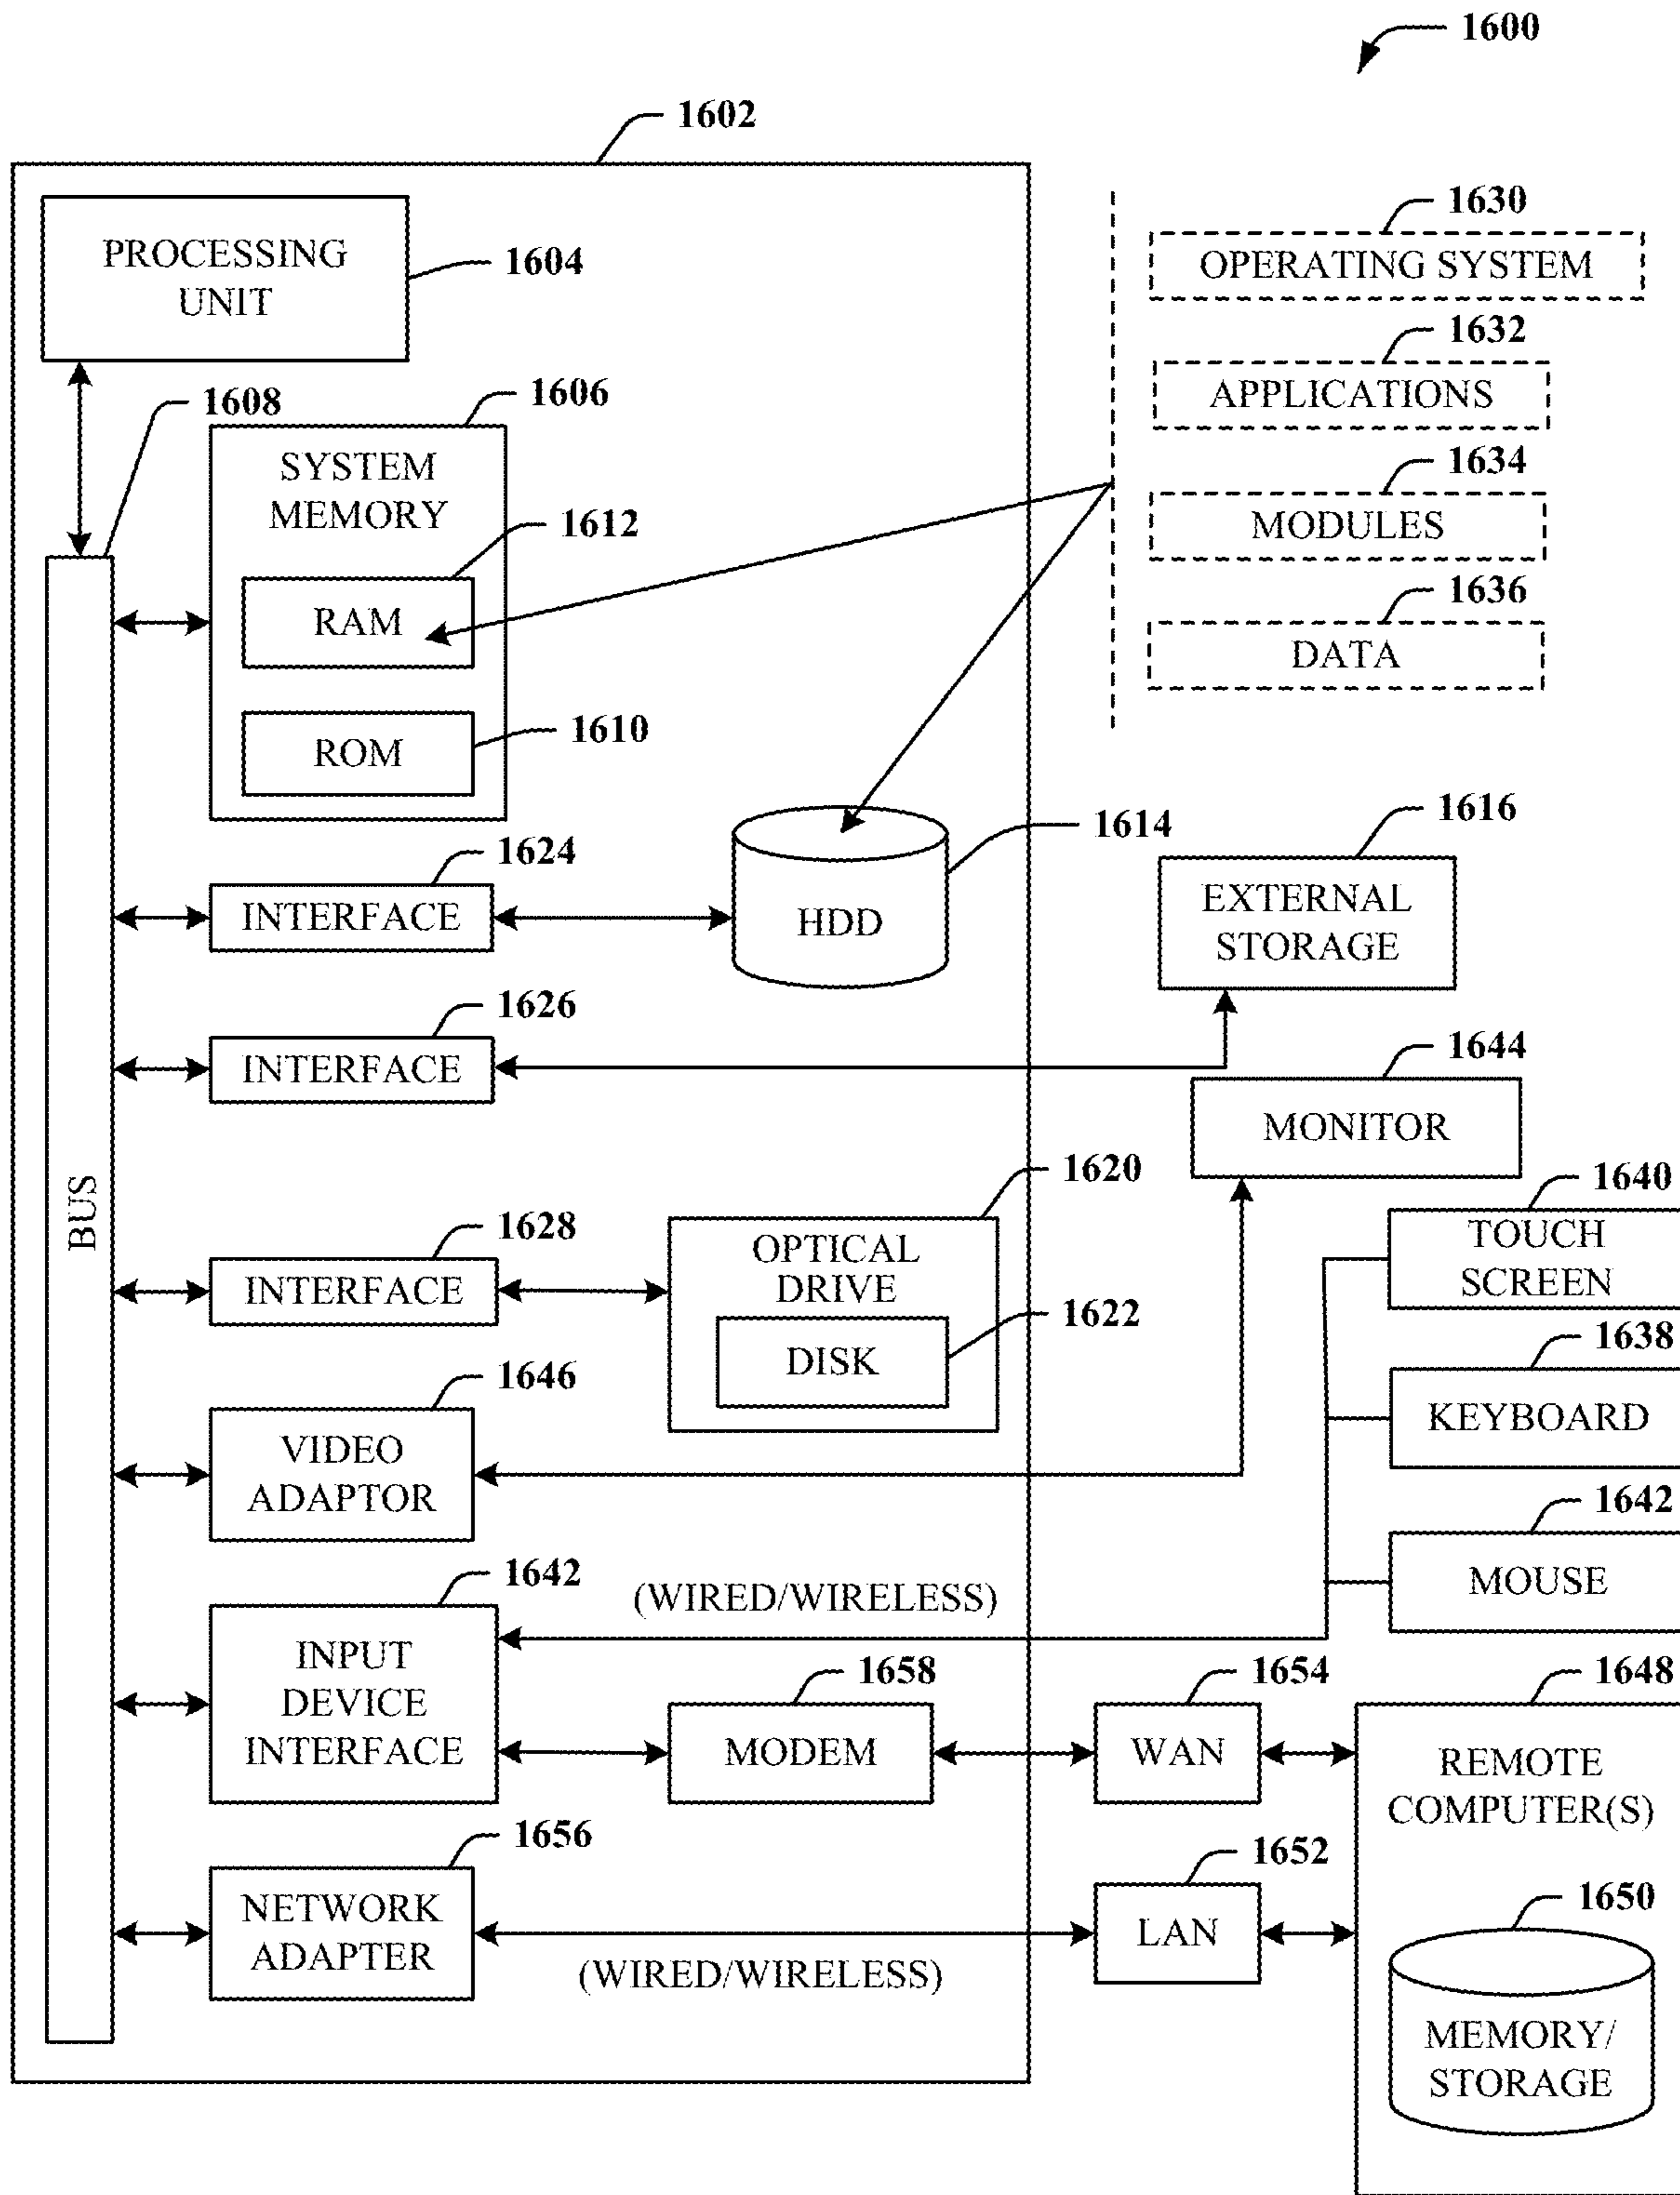 1600
1602
PROCESSING
UNIT
1604
1630
OPERATING SYSTEM
1632
APPLICATIONS
1634
MODULES
1636
DATA
1608
1606
SYSTEM
MEMORY
1612
RAM
1610
ROM
1624
INTERFACE
1614
HDD
1616
EXTERNAL
STORAGE
1626
INTERFACE
1644
MONITOR
BUS
1620
OPTICAL
DRIVE
1622
DISK
1628
INTERFACE
1640
TOUCH
SCREEN
1638
KEYBOARD
1646
VIDEO
ADAPTOR
1642
MOUSE
1642
INPUT
DEVICE
INTERFACE
(WIRED/WIRELESS)
1658
MODEM
1654
WAN
1648
REMOTE
COMPUTER(S)
1656
NETWORK
ADAPTER
(WIRED/WIRELESS)
1652
LAN
1650
MEMORY/
STORAGE